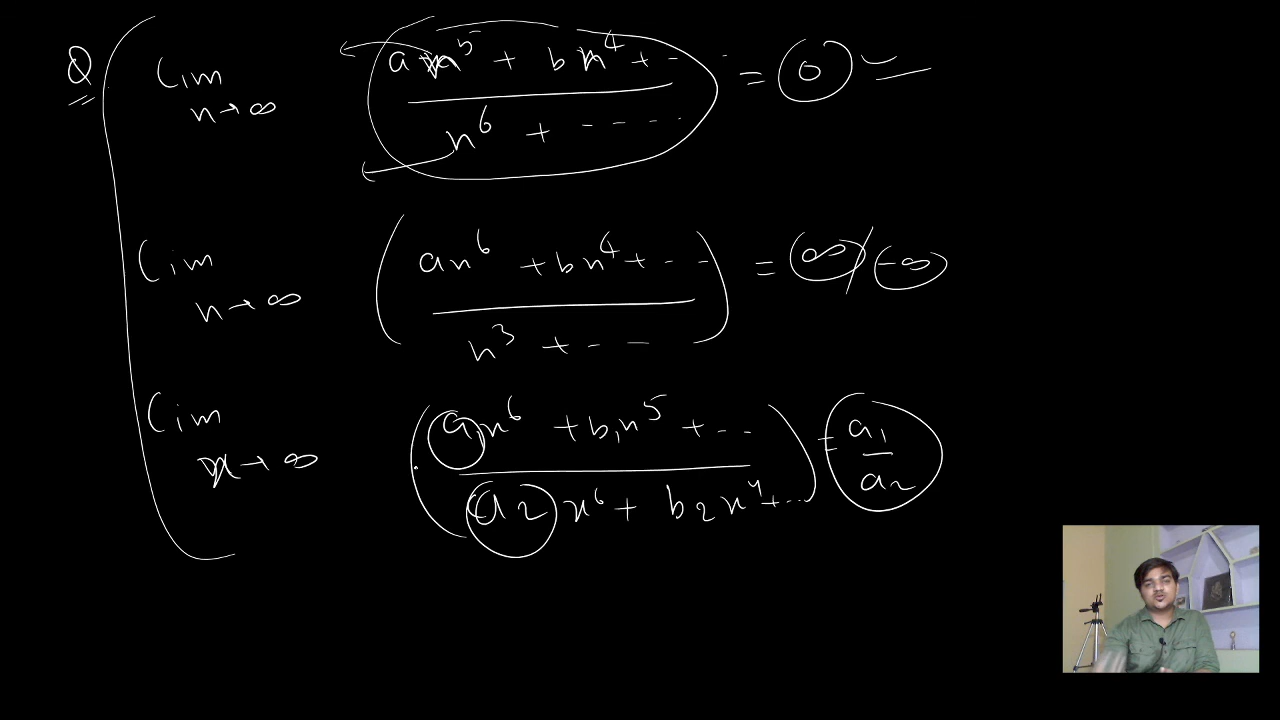 Q lim n→∞ (an⁵ + bn⁴ + ... / n⁶ + ......) = 0
lim n→∞ (an⁶ + bn⁴ + ... / n³ + ...) = ∞/-∞
lim x→∞ (a₁x⁶ + b₁x⁵ + ... / a₂x⁶ + b₂x⁴ + ...) = a₁/a₂